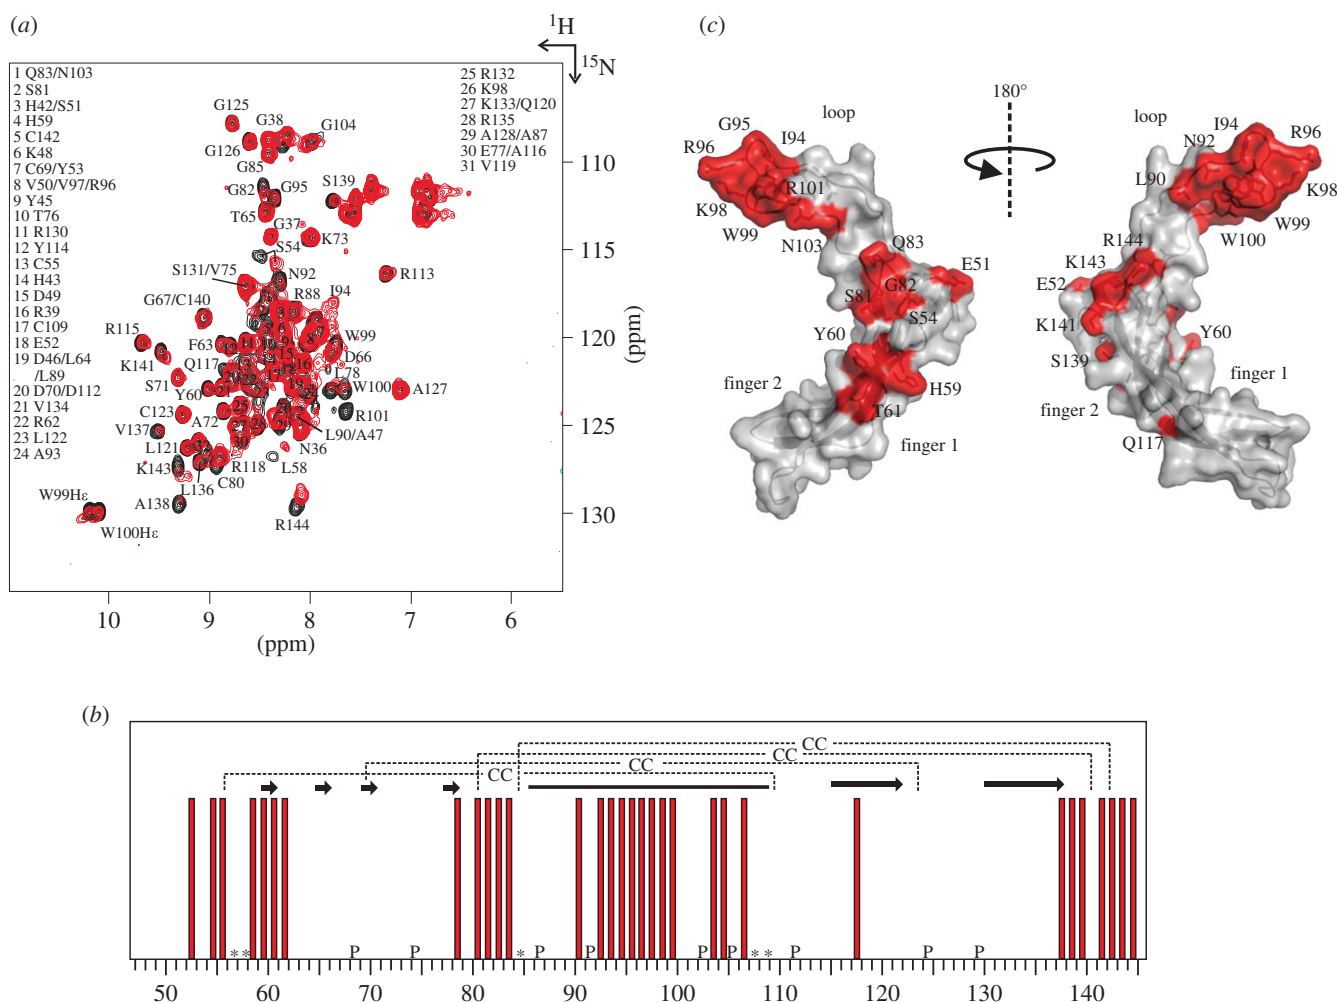 (a)
1H
15N
1 Q83/N103
2 S81
3 H42/S51
4 H59
5 C142
6 K48
7 C69/Y53
8 V50/V97/R96
9 Y45
10 T76
11 R130
12 Y114
13 C55
14 H43
15 D49
16 R39
17 C109
18 E52
19 D46/L64
/L89
20 D70/D112
21 V134
22 R62
23 L122
24 A93
25 R132
26 K98
27 K133/Q120
28 R135
29 A128/A87
30 E77/A116
31 V119
G125
G38
G104
G126
G85
G82
G95
S139
T65
G37
K73
S54
R113
S131/V75
N92
I94
R88
G67/C140
R115
F63
W99
K141
Q117
D66
S71
L78
Y60
W100
A127
C123
A72
R101
V137
L90/A47
L121
N36
K143
R118
L58
L136
C80
W99Hε
A138
R144
W100Hε
110
115
120
125
130
(ppm)
10
9
8
7
6
(ppm)
(c)
180°
loop
G95
I94
R96
R101
K98
W99
N103
Q83
E51
G82
S81
S54
Y60
finger 2
H59
T61
finger 1
loop
I94
N92
R96
L90
K98
W99
R144
W100
K143
E52
K141
Y60
S139
finger 1
finger 2
Q117
(b)
CC
CC
CC
CC
* *
P
P
*
P
P
P
P
* *
P
P
P
50
60
70
80
90
100
110
120
130
140